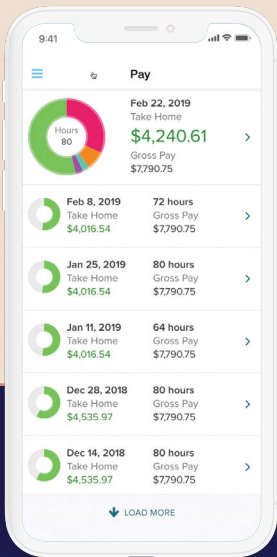 9:41
Pay
Feb 22, 2019
Take Home
$4,240.61
Gross Pay
$7,790.75
Hours
80
Feb 8, 2019 72 hours
Take Home Gross Pay
$4,016.54 $7,790.75
Jan 25, 2019 80 hours
Take Home Gross Pay
$4,016.54 $7,790.75
Jan 11, 2019 64 hours
Take Home Gross Pay
$4,016.54 $7,790.75
Dec 28, 2018 80 hours
Take Home Gross Pay
$4,535.97 $7,790.75
Dec 14, 2018 80 hours
Take Home Gross Pay
$4,535.97 $7,790.75
LOAD MORE